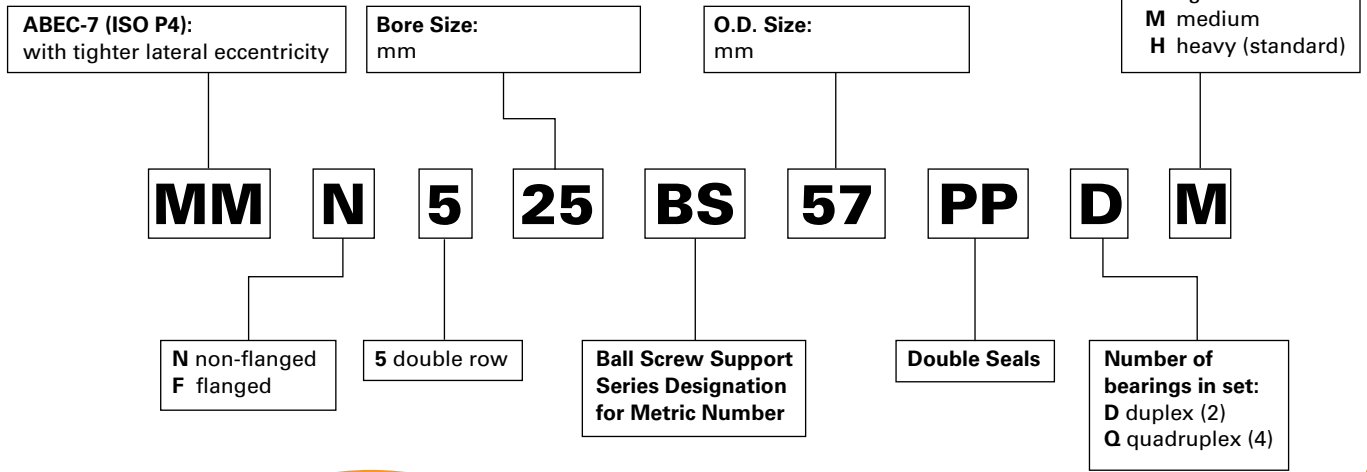 ABEC-7 (ISO P4):
with tighter lateral eccentricity
Bore Size:
mm
O.D. Size:
mm
M medium
H heavy (standard)
MM N 5 25 BS 57 PP D M
N non-flanged
F flanged
5 double row
Ball Screw Support
Series Designation
for Metric Number
Double Seals
Number of
bearings in set:
D duplex (2)
Q quadruplex (4)